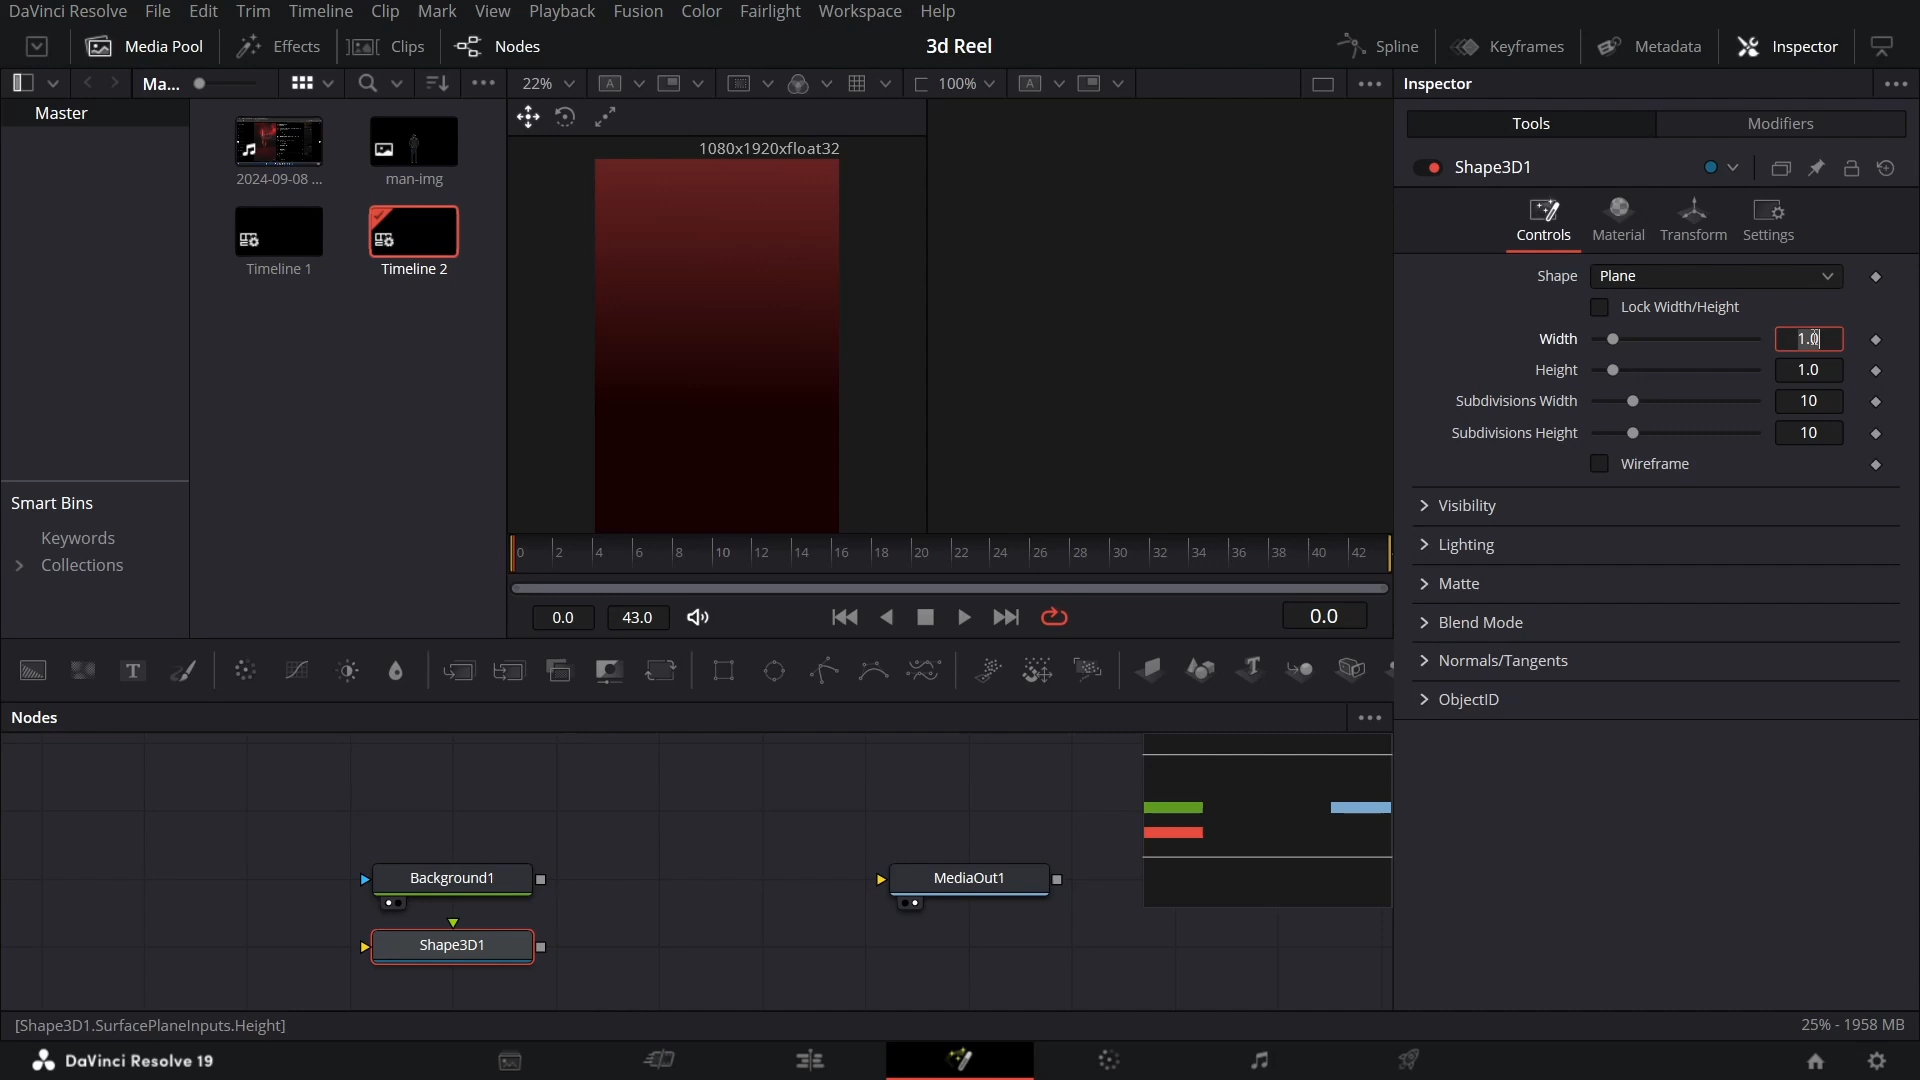 DaVinci Resolve File Edit Trim Timeline Clip Mark View Playback Fusion Color Fairlight Workspace Help
Media Pool Effects Clips Nodes 3d Reel Spline Keyframes Metadata Inspector
Ma... 22% A 100% A Inspector
Master
2024-09-08 ... man-img
Timeline 1 Timeline 2
Smart Bins
Keywords
Collections
1080x1920xfloat32
0 2 4 6 8 10 12 14 16 18 20 22 24 26 28 30 32 34 36 38 40 42
0.0 43.0 0.0
Tools Modifiers
Shape3D1
Controls Material Transform Settings
Shape Plane
Lock Width/Height
Width 1.0
Height 1.0
Subdivisions Width 10
Subdivisions Height 10
Wireframe
Visibility
Lighting
Matte
Blend Mode
Normals/Tangents
ObjectID
T T
Nodes
Background1 MediaOut1
Shape3D1
[Shape3D1.SurfacePlaneInputs.Height] 25% - 1958 MB
DaVinci Resolve 19